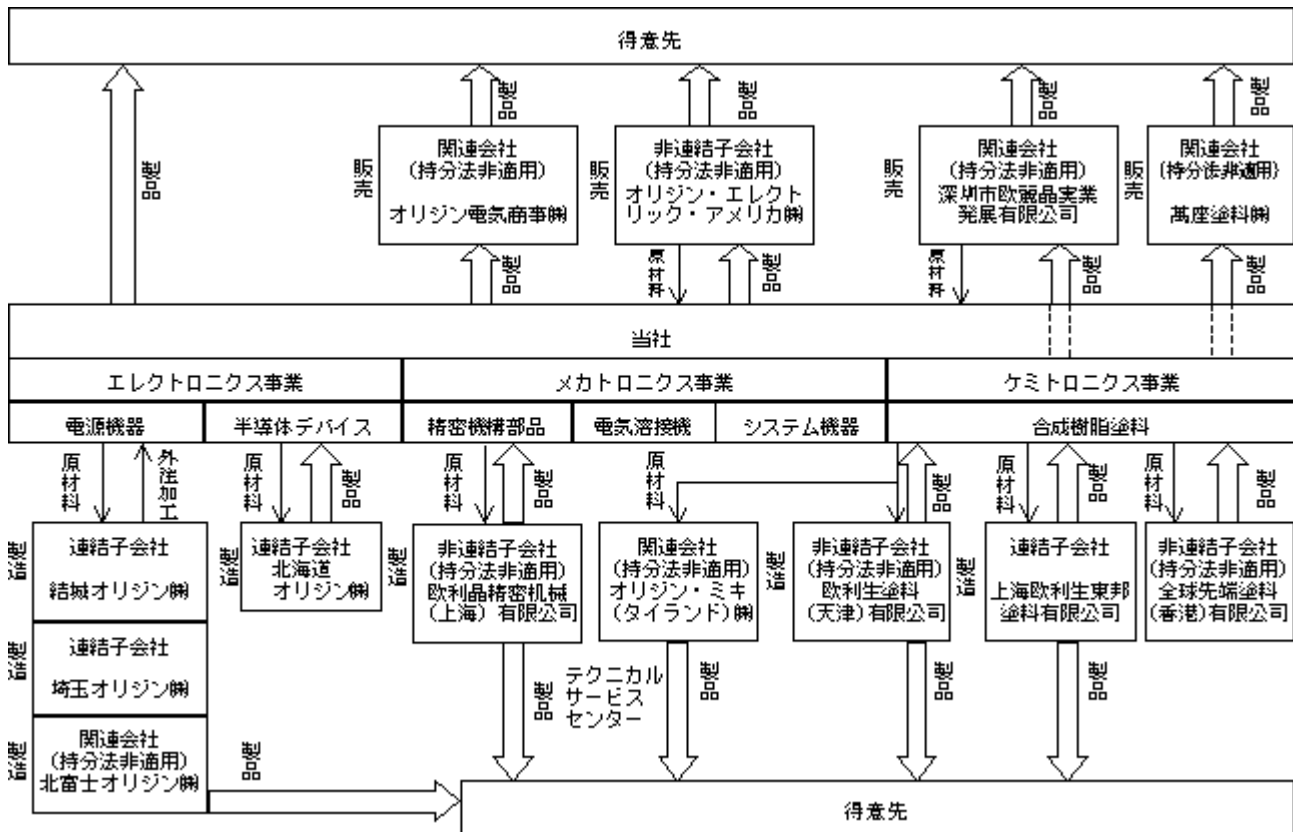 得意先
製品
製品
製品
製品
製品
販売
関連会社
(持分法非適用)
オリジン電気商事㈱
販売
非連結子会社
(持分法非適用)
オリジン・エレクト
リック・アメリカ㈱
販売
関連会社
(持分法非適用)
深圳市欧麗晶実業
発展有限公司
販売
関連会社
(持分法非適用)
萬座塗料㈱
製品
原材料
製品
原材料
製品
製品
当社
エレクトロニクス事業
メカトロニクス事業
ケミトロニクス事業
電源機器
半導体デバイス
精密機構部品
電気溶接機
システム機器
合成樹脂塗料
原材料
外注加工
原材料
製品
原材料
製品
原材料
製品
原材料
製品
原材料
製品
製造
連結子会社
結城オリジン㈱
製造
連結子会社
北海道
オリジン㈱
製造
非連結子会社
(持分法非適用)
欧利晶精密机械
(上海)有限公司
関連会社
(持分法非適用)
オリジン・ミキ
(タイランド)㈱
製造
非連結子会社
(持分法非適用)
欧利生塗料
(天津)有限公司
製造
連結子会社
上海欧利生東邦
塗料有限公司
非連結子会社
(持分法非適用)
全球先端塗料
(香港)有限公司
製造
連結子会社
埼玉オリジン㈱
製造
関連会社
(持分法非適用)
北富士オリジン㈱
製品
製品
テクニカル
サービス
センター
製品
製品
製品
得意先